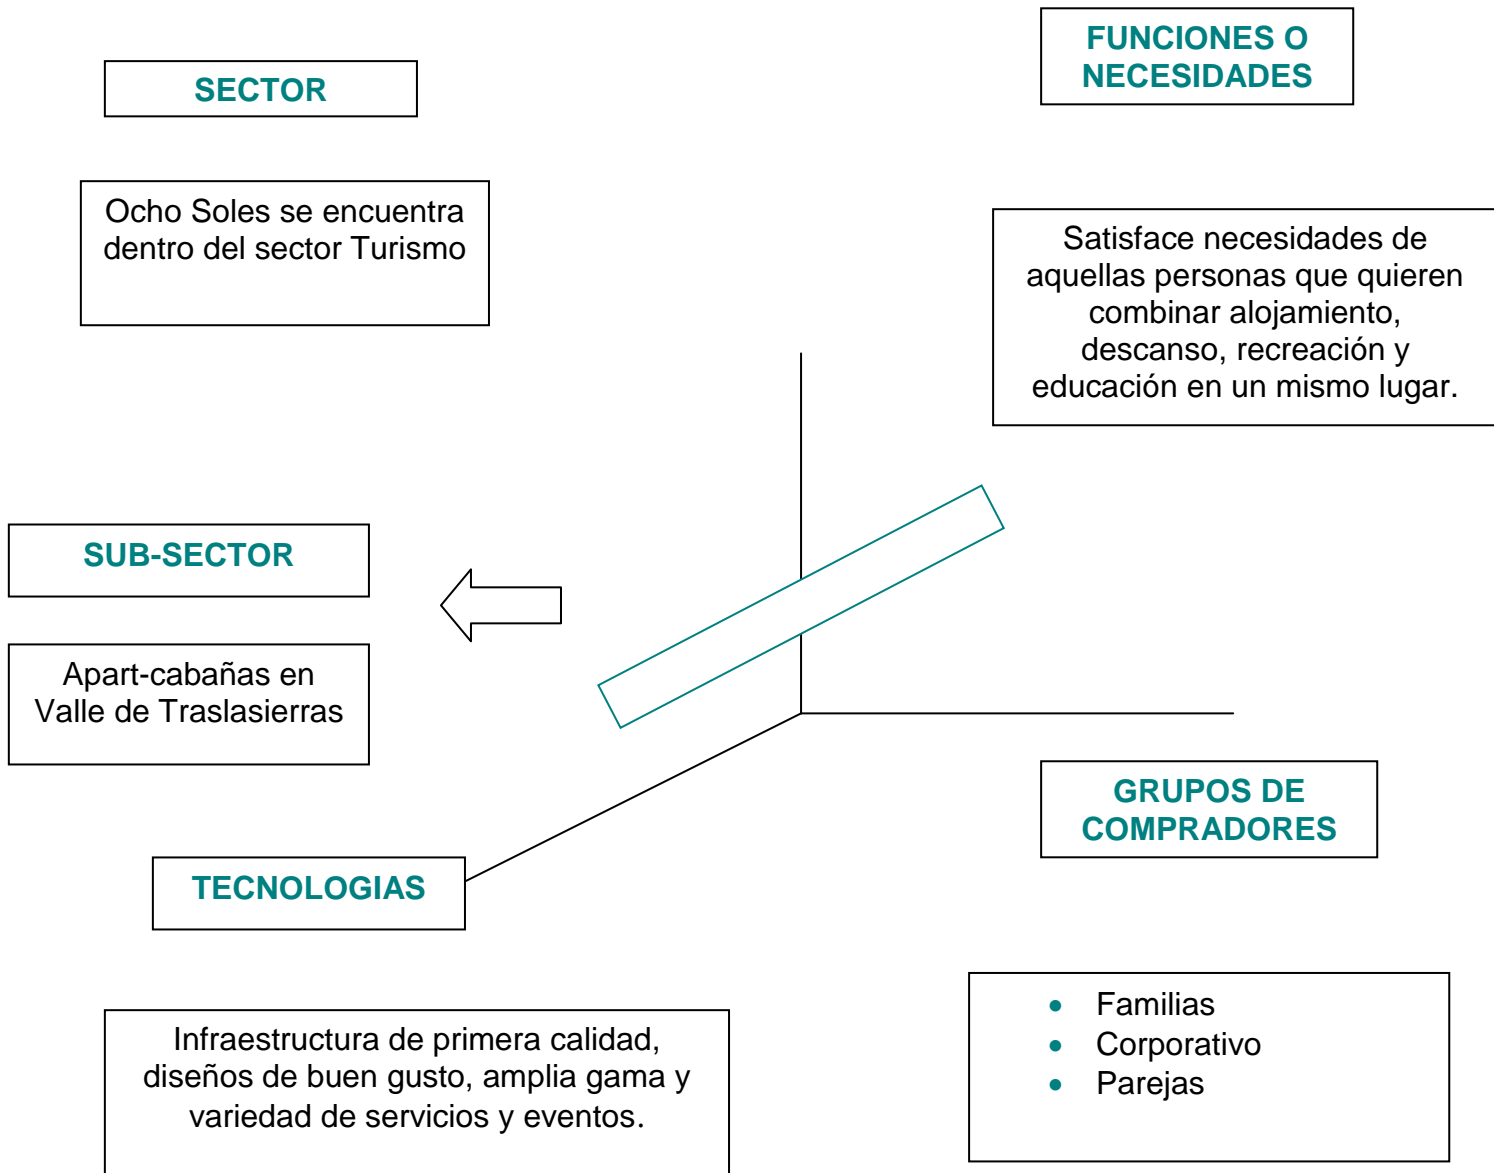 SECTOR
Ocho Soles se encuentra
dentro del sector Turismo
FUNCIONES O
NECESIDADES
Satisface necesidades de
aquellas personas que quieren
combinar alojamiento,
descanso, recreación y
educación en un mismo lugar.
SUB-SECTOR
Apart-cabañas en
Valle de Traslasierras
TECNOLOGIAS
Infraestructura de primera calidad,
diseños de buen gusto, amplia gama y
variedad de servicios y eventos.
GRUPOS DE
COMPRADORES
• Familias
• Corporativo
• Parejas